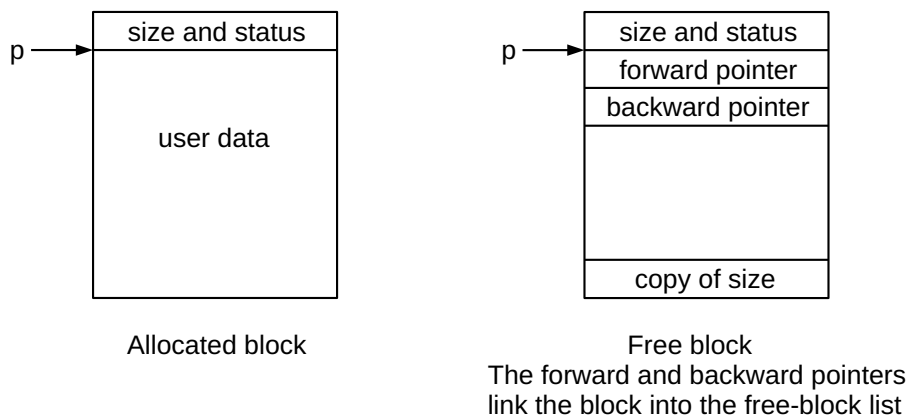 size and status
p
user data
Allocated block
size and status
p
forward pointer
backward pointer
copy of size
Free block
The forward and backward pointers
link the block into the free-block list